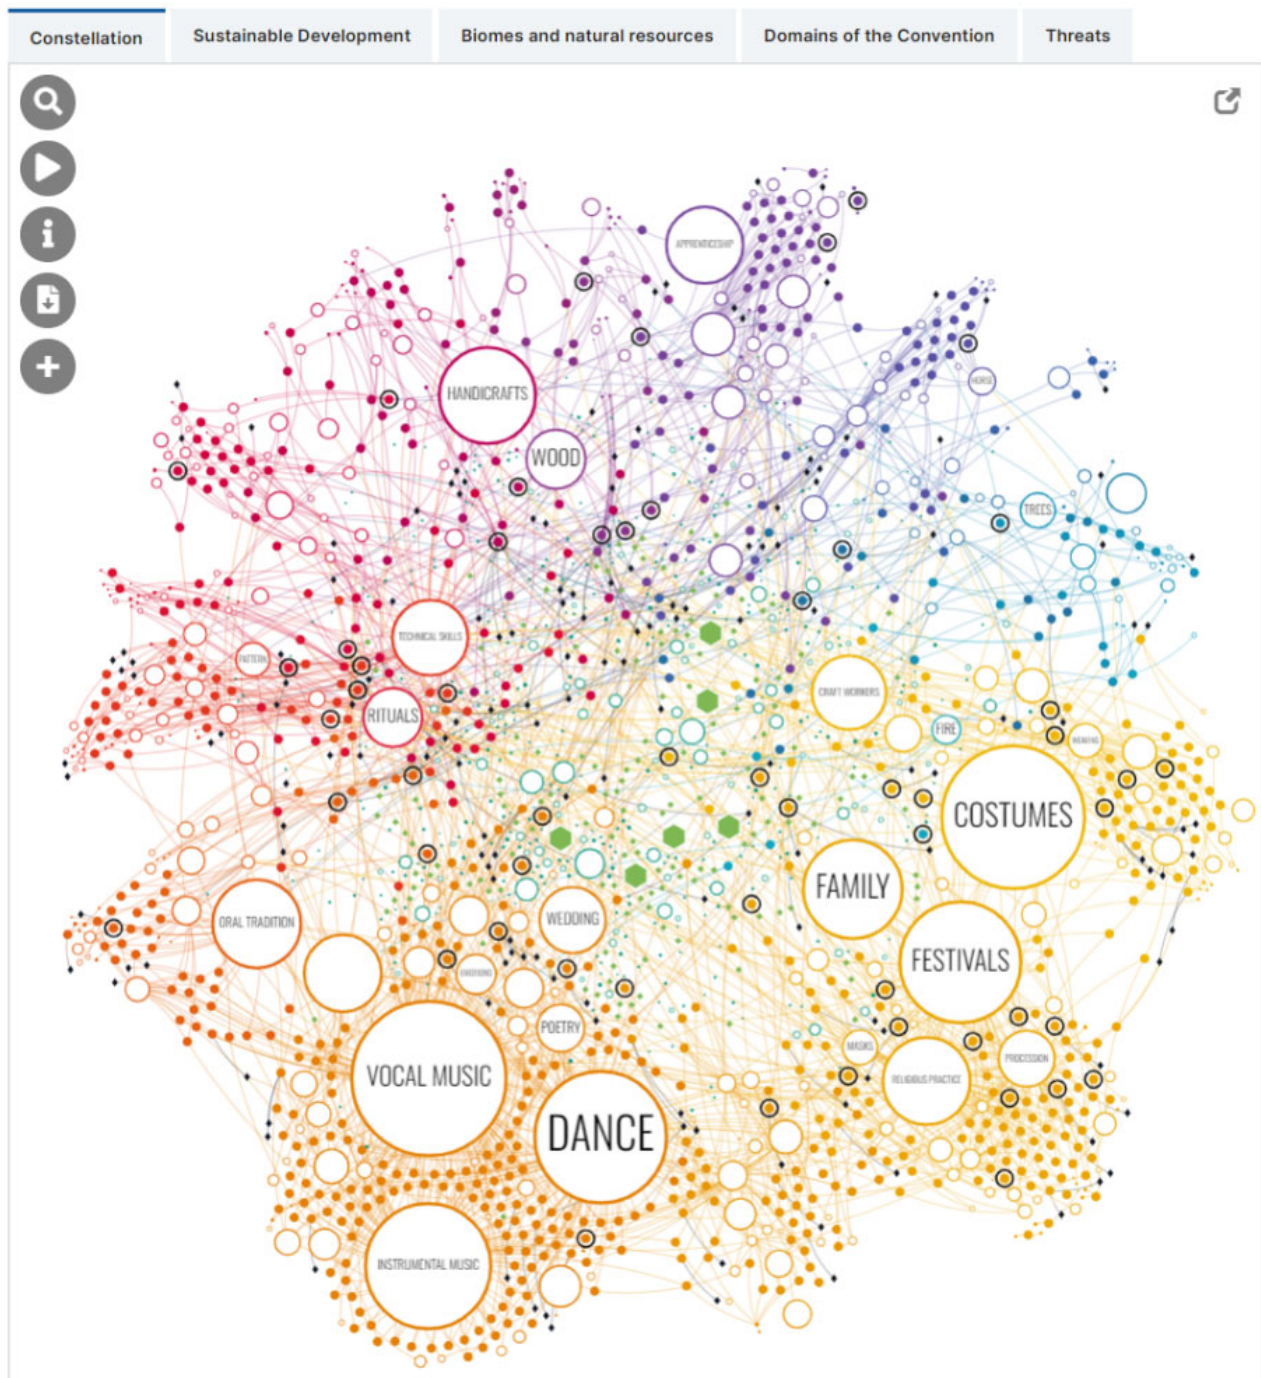 Constellation
Sustainable Development
Biomes and natural resources
Domains of the Convention
Threats
APPRENTICESHIP
HANDICRAFTS
HORSE
WOOD
TREES
TECHNICAL SKILLS
PATTERN
RITUALS
CRAFT WORKERS
FIRE
WEAVING
COSTUMES
FAMILY
ORAL TRADITION
WEDDING
FESTIVALS
POETRY
MASKS
PROCESSION
VOCAL MUSIC
RELIGIOUS PRACTICE
DANCE
INSTRUMENTAL MUSIC